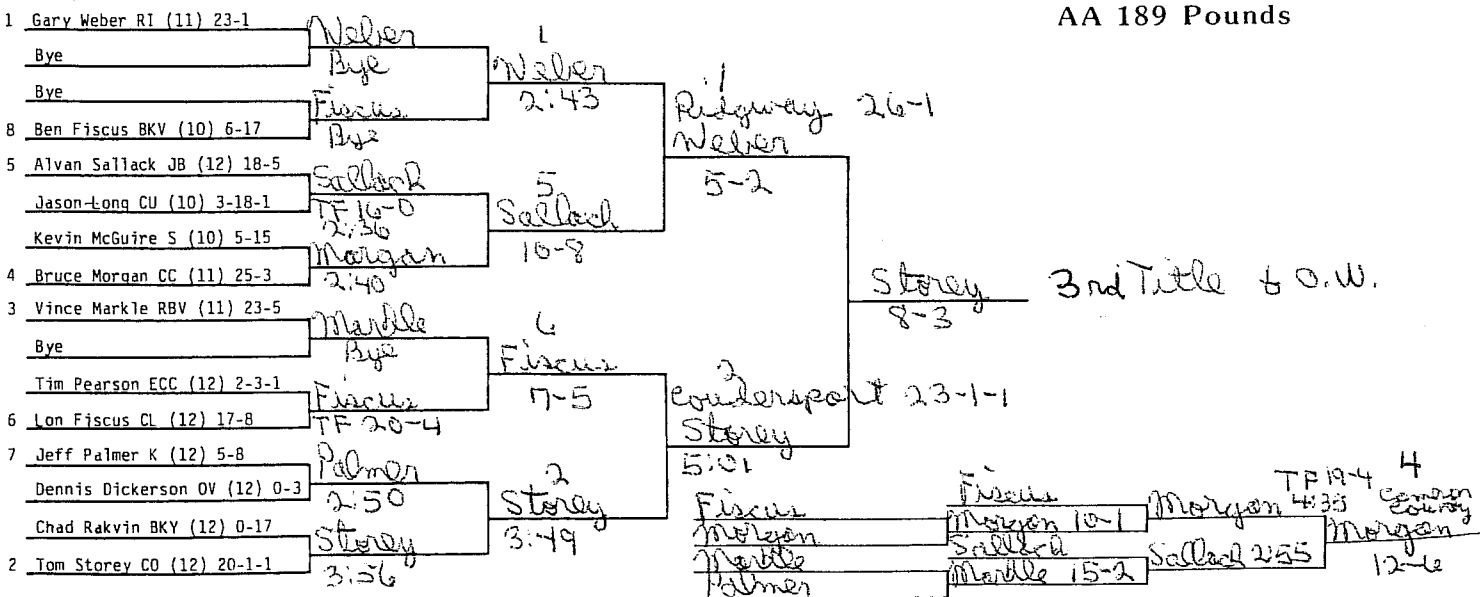 AA 189 Pounds
1 Gary Weber RI (11) 23-1
Bye
Bye
8 Ben Fiscus BKV (10) 6-17
5 Alvan Sallack JB (12) 18-5
Jason Long CU (10) 3-18-1
Kevin McGuire S (10) 5-15
4 Bruce Morgan CC (11) 25-3
3 Vince Markle RBV (11) 23-5
Bye
Tim Pearson ECC (12) 2-3-1
6 Lon Fiscus CL (12) 17-8
7 Jeff Palmer K (12) 5-8
Dennis Dickerson OV (12) 0-3
Chad Rakvin BKY (12) 0-17
2 Tom Storey CO (12) 20-1-1
Weber
Bye
Fiscus
Bye
Sallack
TF 16-0
2:36
Morgan
2:40
Markle
Bye
Fiscus
TF 20-4
Palmer
2:50
Storey
3:56
1
Weber
2:43
5
Sallack
10-8
6
Fiscus
7-5
2
Storey
3:49
1
Ridgway 26-1
Weber
5-2
2
Coudersport 23-1-1
Storey
5:01
Storey 3rd Title & O.W.
8-3
Fiscus
Morgan
Markle
Palmer
Fiscus
Morgan 10-1
Sallack
Markle 15-2
TF 19-4
Morgan 4:35
Sallack 2:55
4
Cameron
County
Morgan
12-6